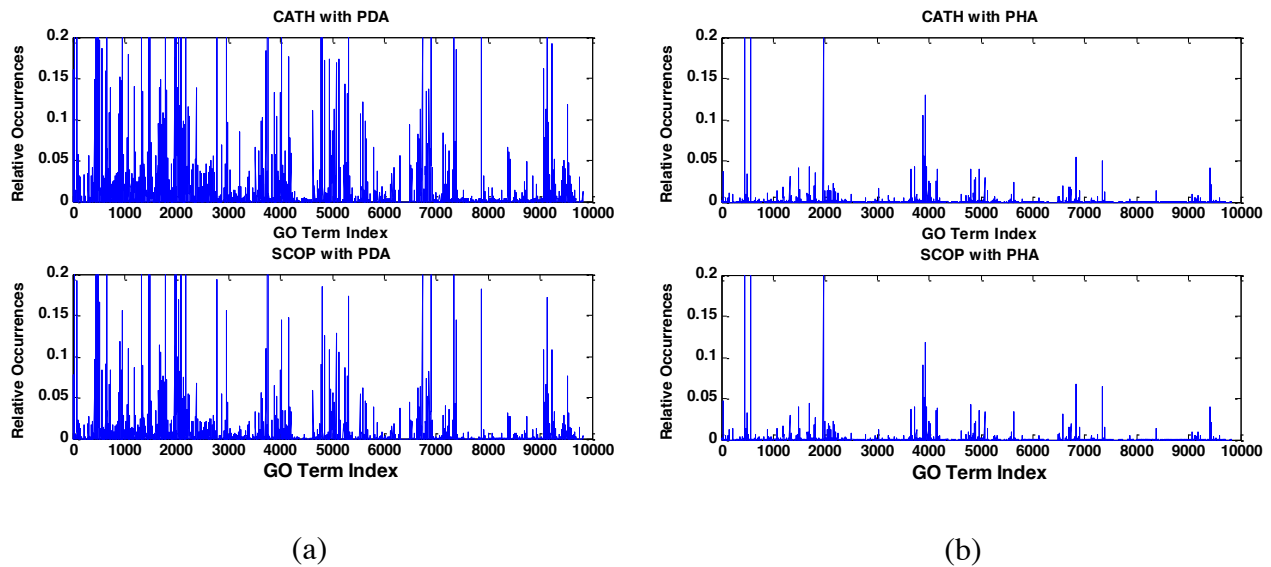 CATH with PDA
Relative Occurrences
0.2
0.15
0.1
0.05
0
0 1000 2000 3000 4000 5000 6000 7000 8000 9000 10000
GO Term Index
SCOP with PDA
Relative Occurrences
0.2
0.15
0.1
0.05
0
0 1000 2000 3000 4000 5000 6000 7000 8000 9000 10000
GO Term Index
(a)
CATH with PHA
Relative Occurrences
0.2
0.15
0.1
0.05
0
0 1000 2000 3000 4000 5000 6000 7000 8000 9000 10000
GO Term Index
SCOP with PHA
Relative Occurrences
0.2
0.15
0.1
0.05
0
0 1000 2000 3000 4000 5000 6000 7000 8000 9000 10000
GO Term Index
(b)